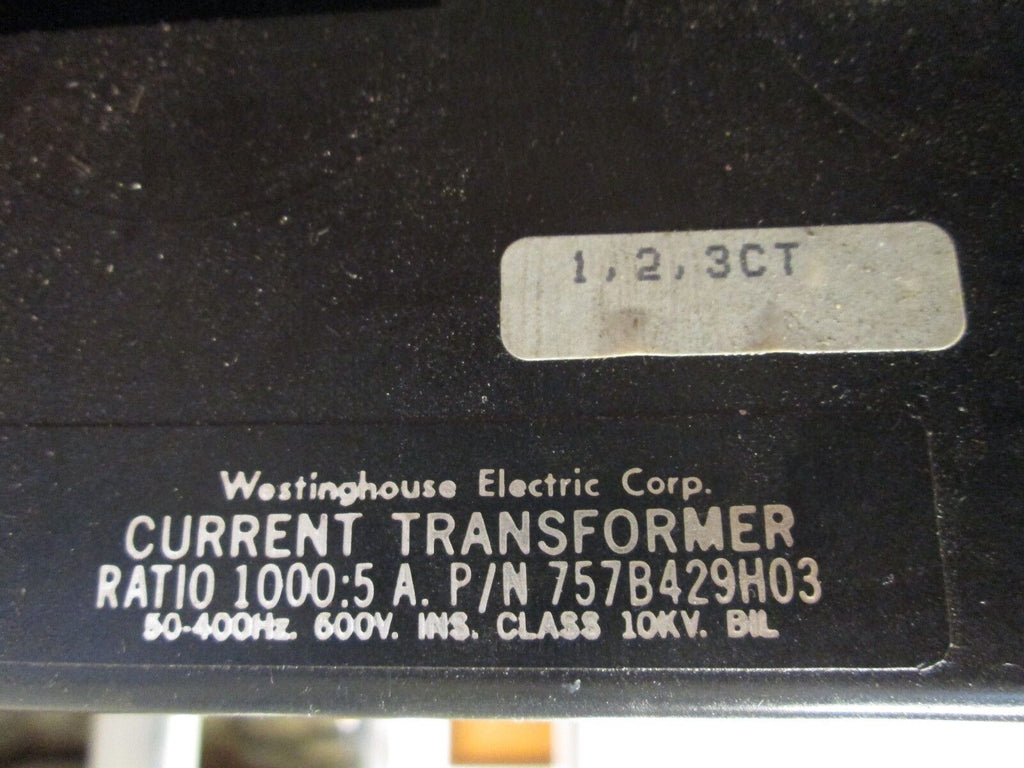 1, 2, 3CT
Westinghouse Electric Corp.
CURRENT TRANSFORMER
RATIO 1000:5 A. P/N 757B429H03
50-400Hz. 600V. INS. CLASS 10KV. BIL